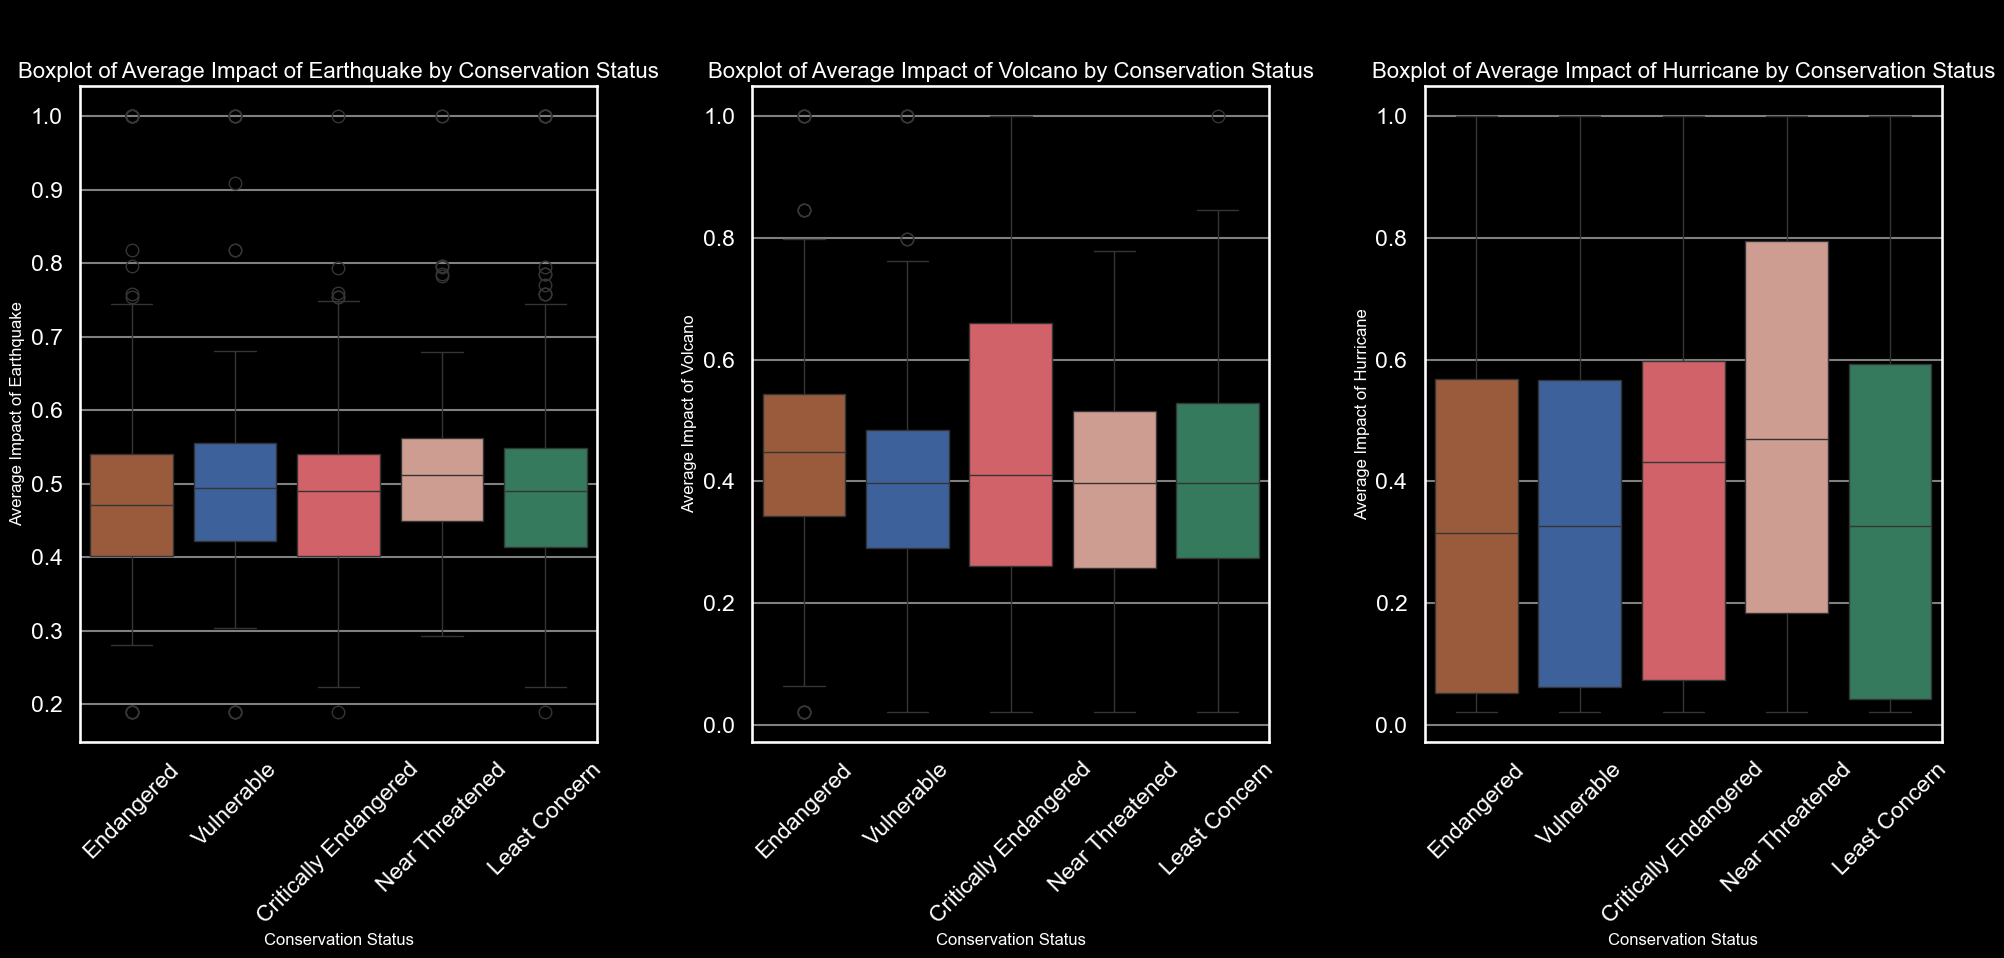 Boxplot of Average Impact of Earthquake by Conservation Status
Average Impact of Earthquake
1.0
0.9
0.8
0.7
0.6
0.5
0.4
0.3
0.2
Endangered
Vulnerable
Critically Endangered
Near Threatened
Least Concern
Conservation Status
Boxplot of Average Impact of Volcano by Conservation Status
Average Impact of Volcano
1.0
0.8
0.6
0.4
0.2
0.0
Endangered
Vulnerable
Critically Endangered
Near Threatened
Least Concern
Conservation Status
Boxplot of Average Impact of Hurricane by Conservation Status
Average Impact of Hurricane
1.0
0.8
0.6
0.4
0.2
0.0
Endangered
Vulnerable
Critically Endangered
Near Threatened
Least Concern
Conservation Status